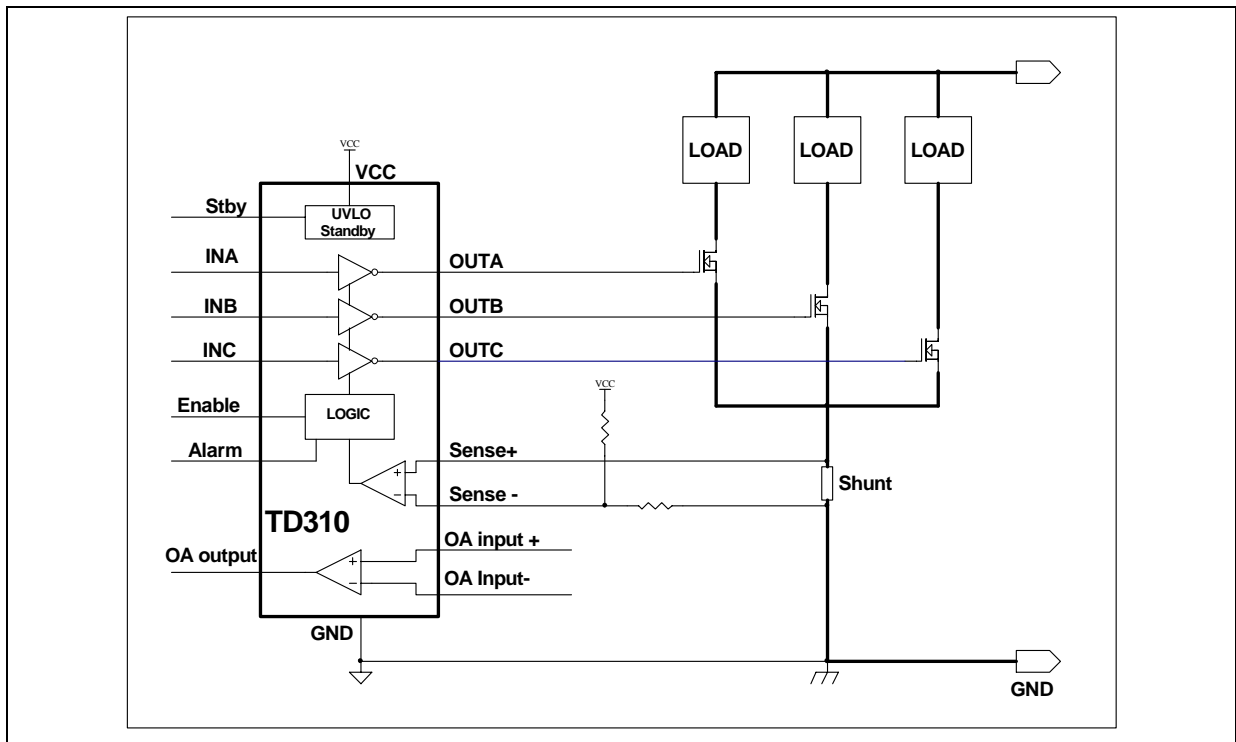 LOAD
LOAD
LOAD
VCC
VCC
Stby
UVLO
Standby
INA
OUTA
INB
OUTB
INC
OUTC
VCC
Enable
LOGIC
Alarm
Sense+
Shunt
Sense -
TD310
OA input +
OA output
OA Input-
GND
GND